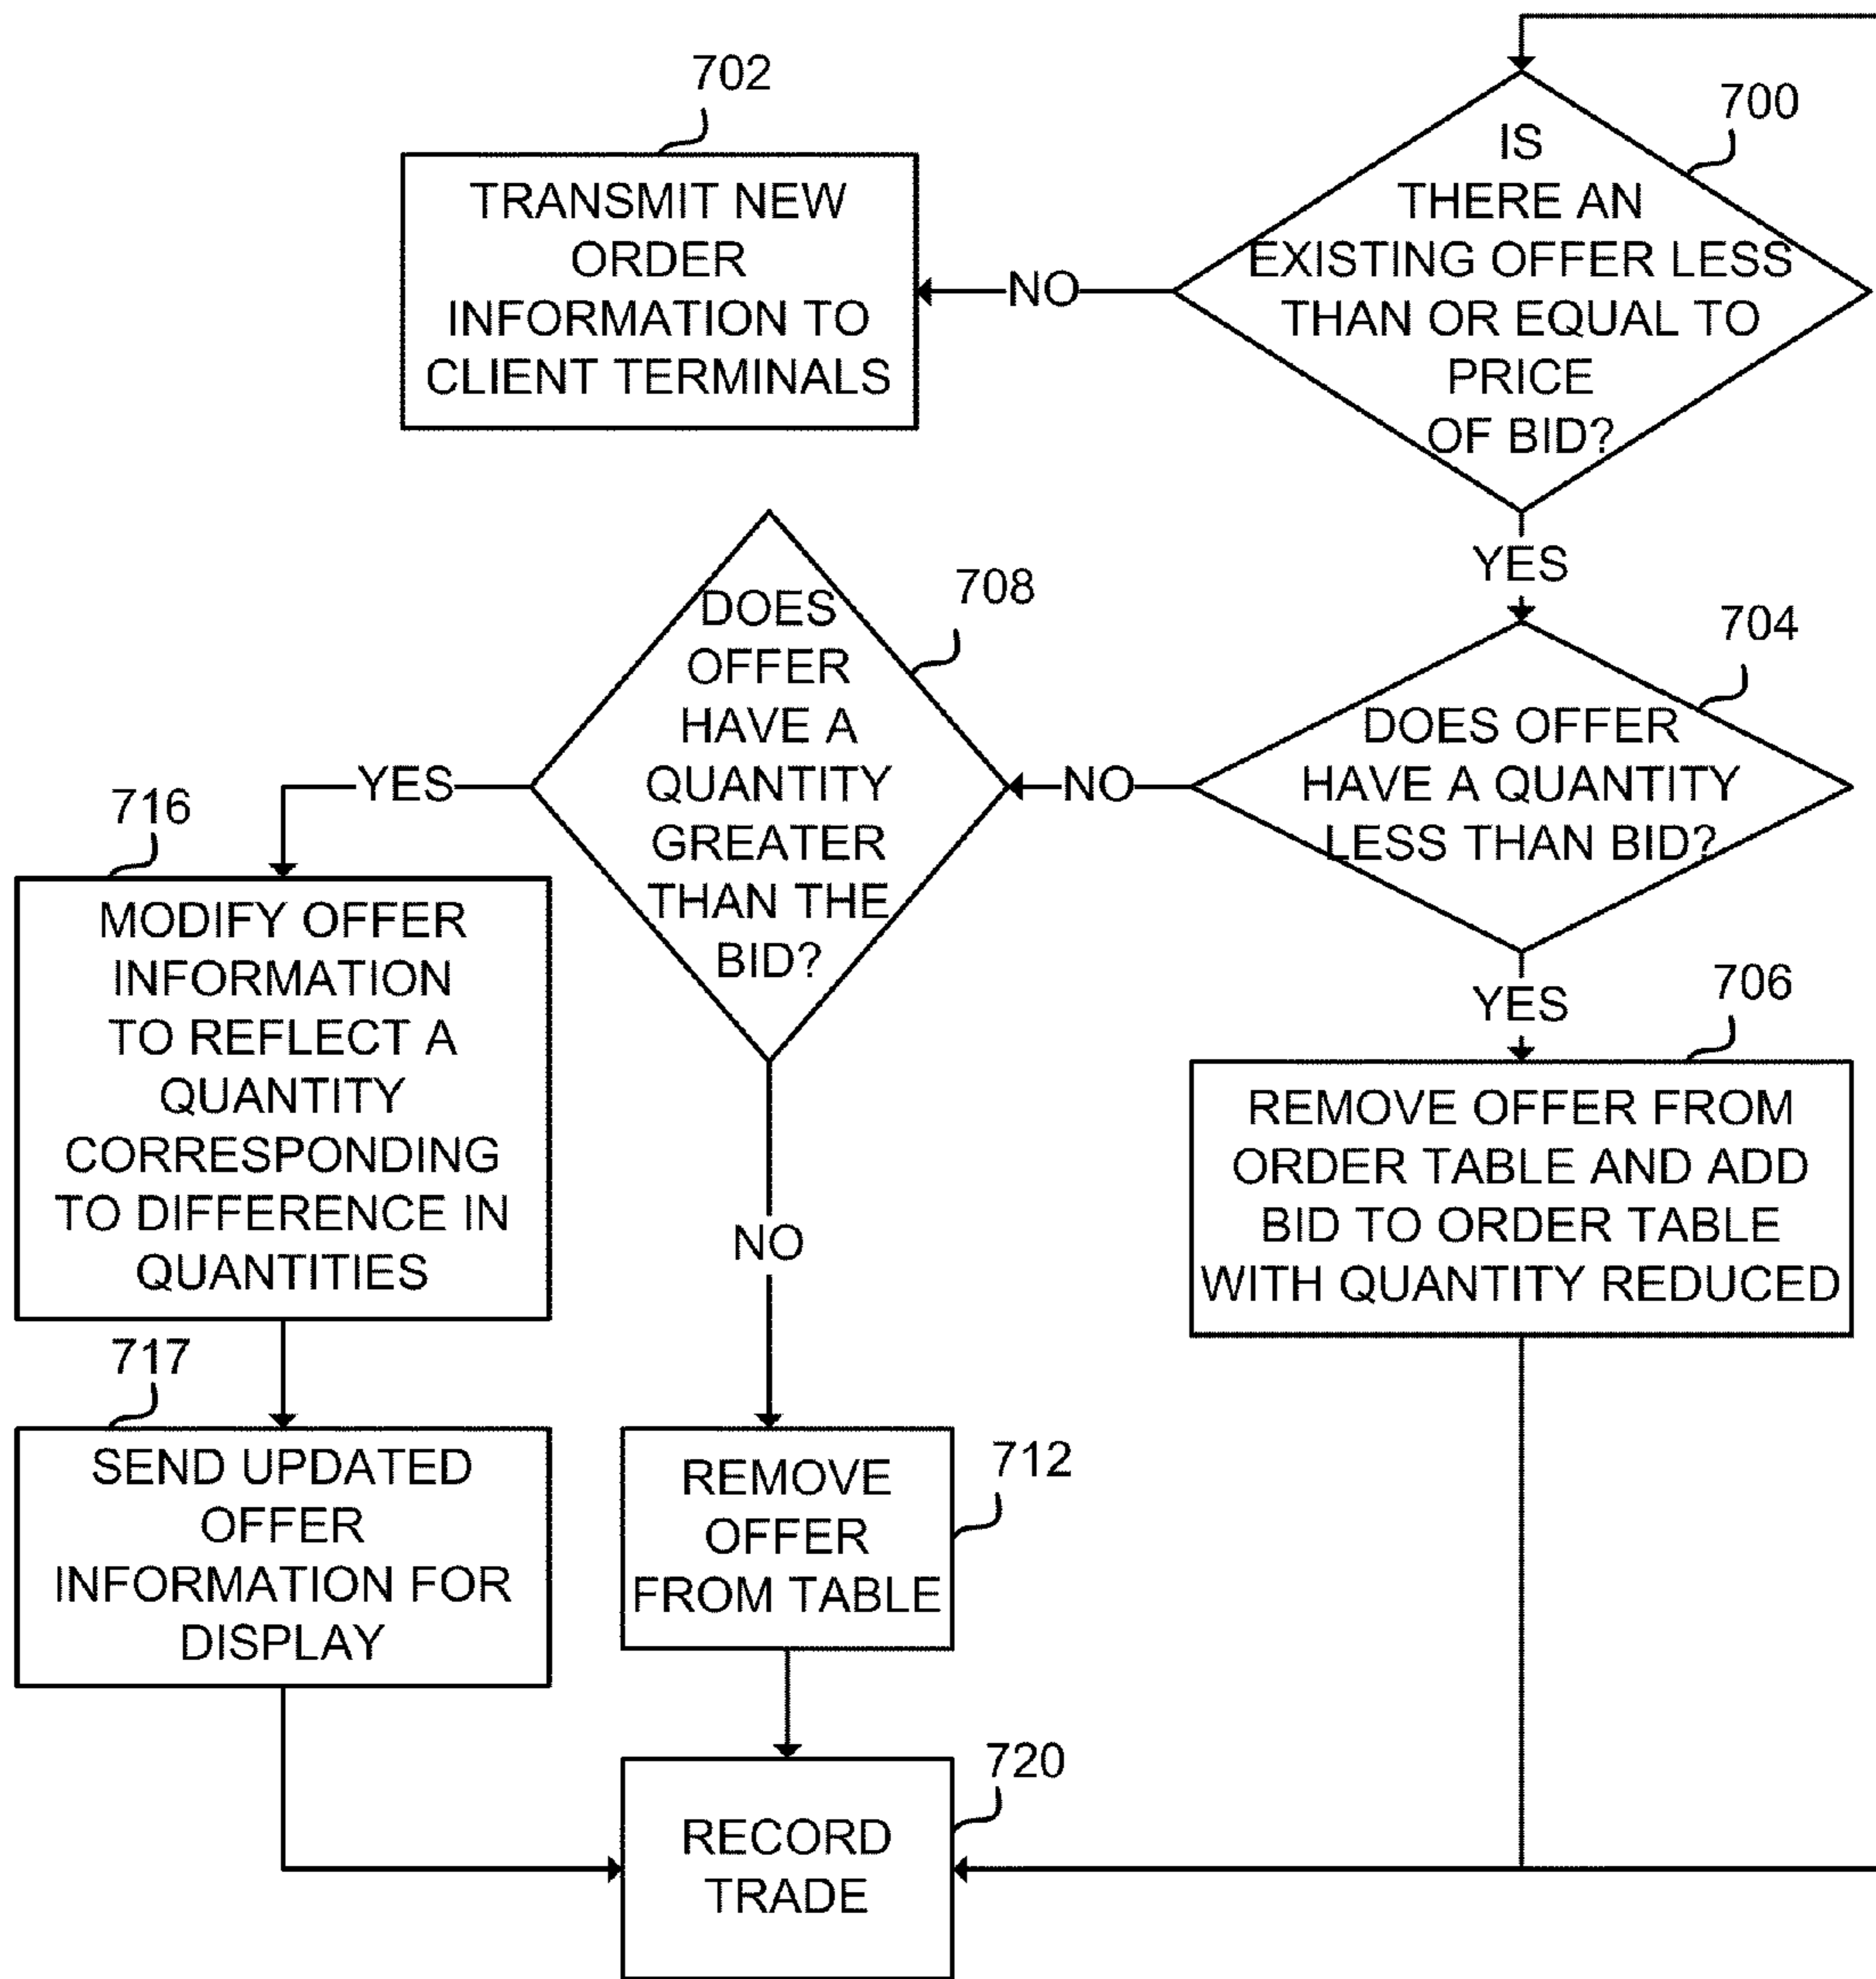 702
TRANSMIT NEW
ORDER
INFORMATION TO
CLIENT TERMINALS
NO
700
IS
THERE AN
EXISTING OFFER LESS
THAN OR EQUAL TO
PRICE
OF BID?
YES
704
DOES OFFER
HAVE A QUANTITY
LESS THAN BID?
NO
708
DOES
OFFER
HAVE A
QUANTITY
GREATER
THAN THE
BID?
YES
716
MODIFY OFFER
INFORMATION
TO REFLECT A
QUANTITY
CORRESPONDING
TO DIFFERENCE IN
QUANTITIES
YES
706
REMOVE OFFER FROM
ORDER TABLE AND ADD
BID TO ORDER TABLE
WITH QUANTITY REDUCED
NO
717
SEND UPDATED
OFFER
INFORMATION FOR
DISPLAY
712
REMOVE
OFFER
FROM TABLE
720
RECORD
TRADE